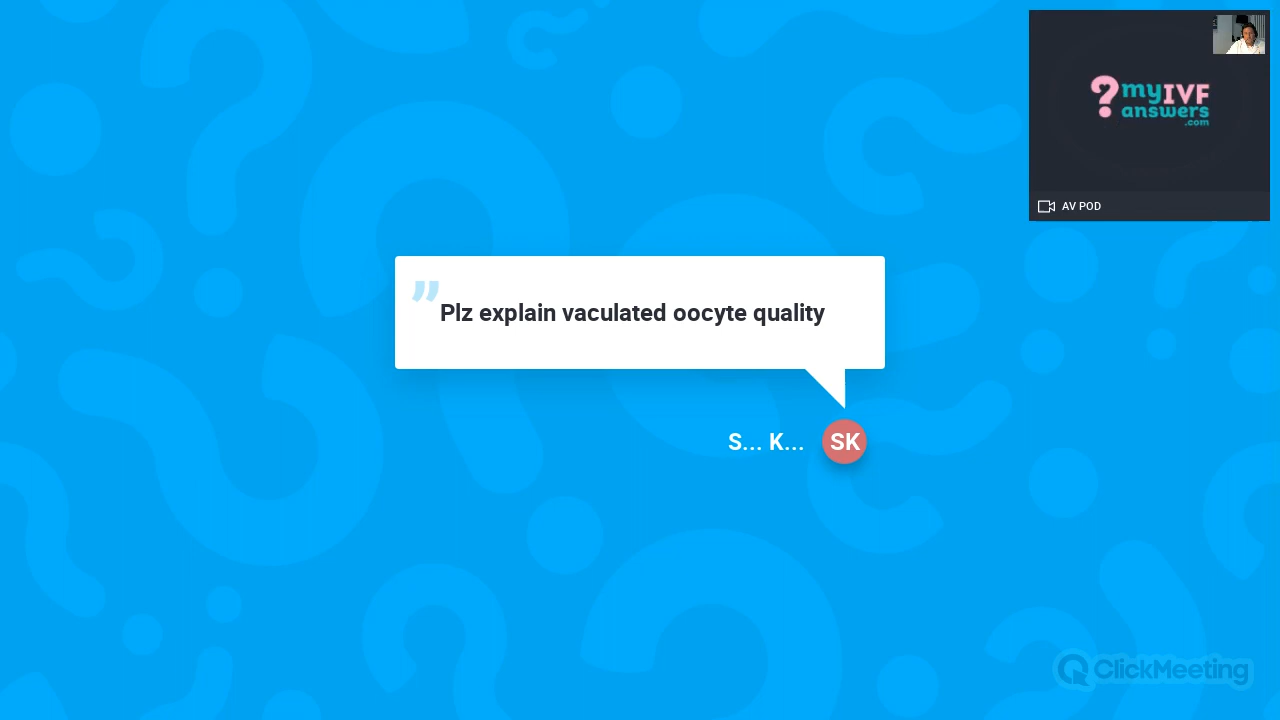 ?myIVF
answers
.com
AV POD
” Plz explain vaculated oocyte quality
S... K... SK
ClickMeeting